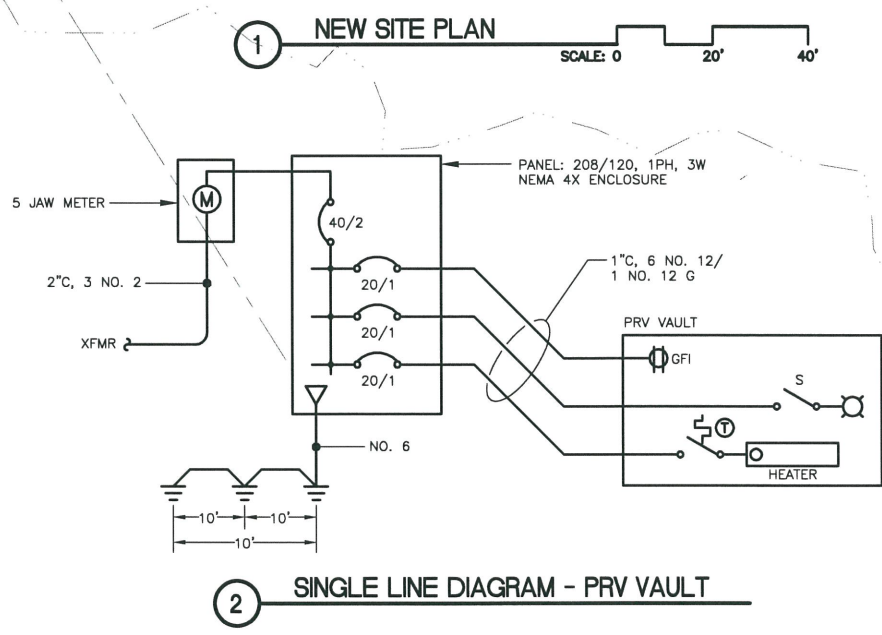 1
NEW SITE PLAN
SCALE: 0 20' 40'
PANEL: 208/120, 1PH, 3W
NEMA 4X ENCLOSURE
5 JAW METER
M
40/2
2"C, 3 NO. 2
1"C, 6 NO. 12/
1 NO. 12 G
20/1
20/1
20/1
XFMR
PRV VAULT
GFI
S
T
HEATER
NO. 6
10' 10'
10'
2
SINGLE LINE DIAGRAM - PRV VAULT